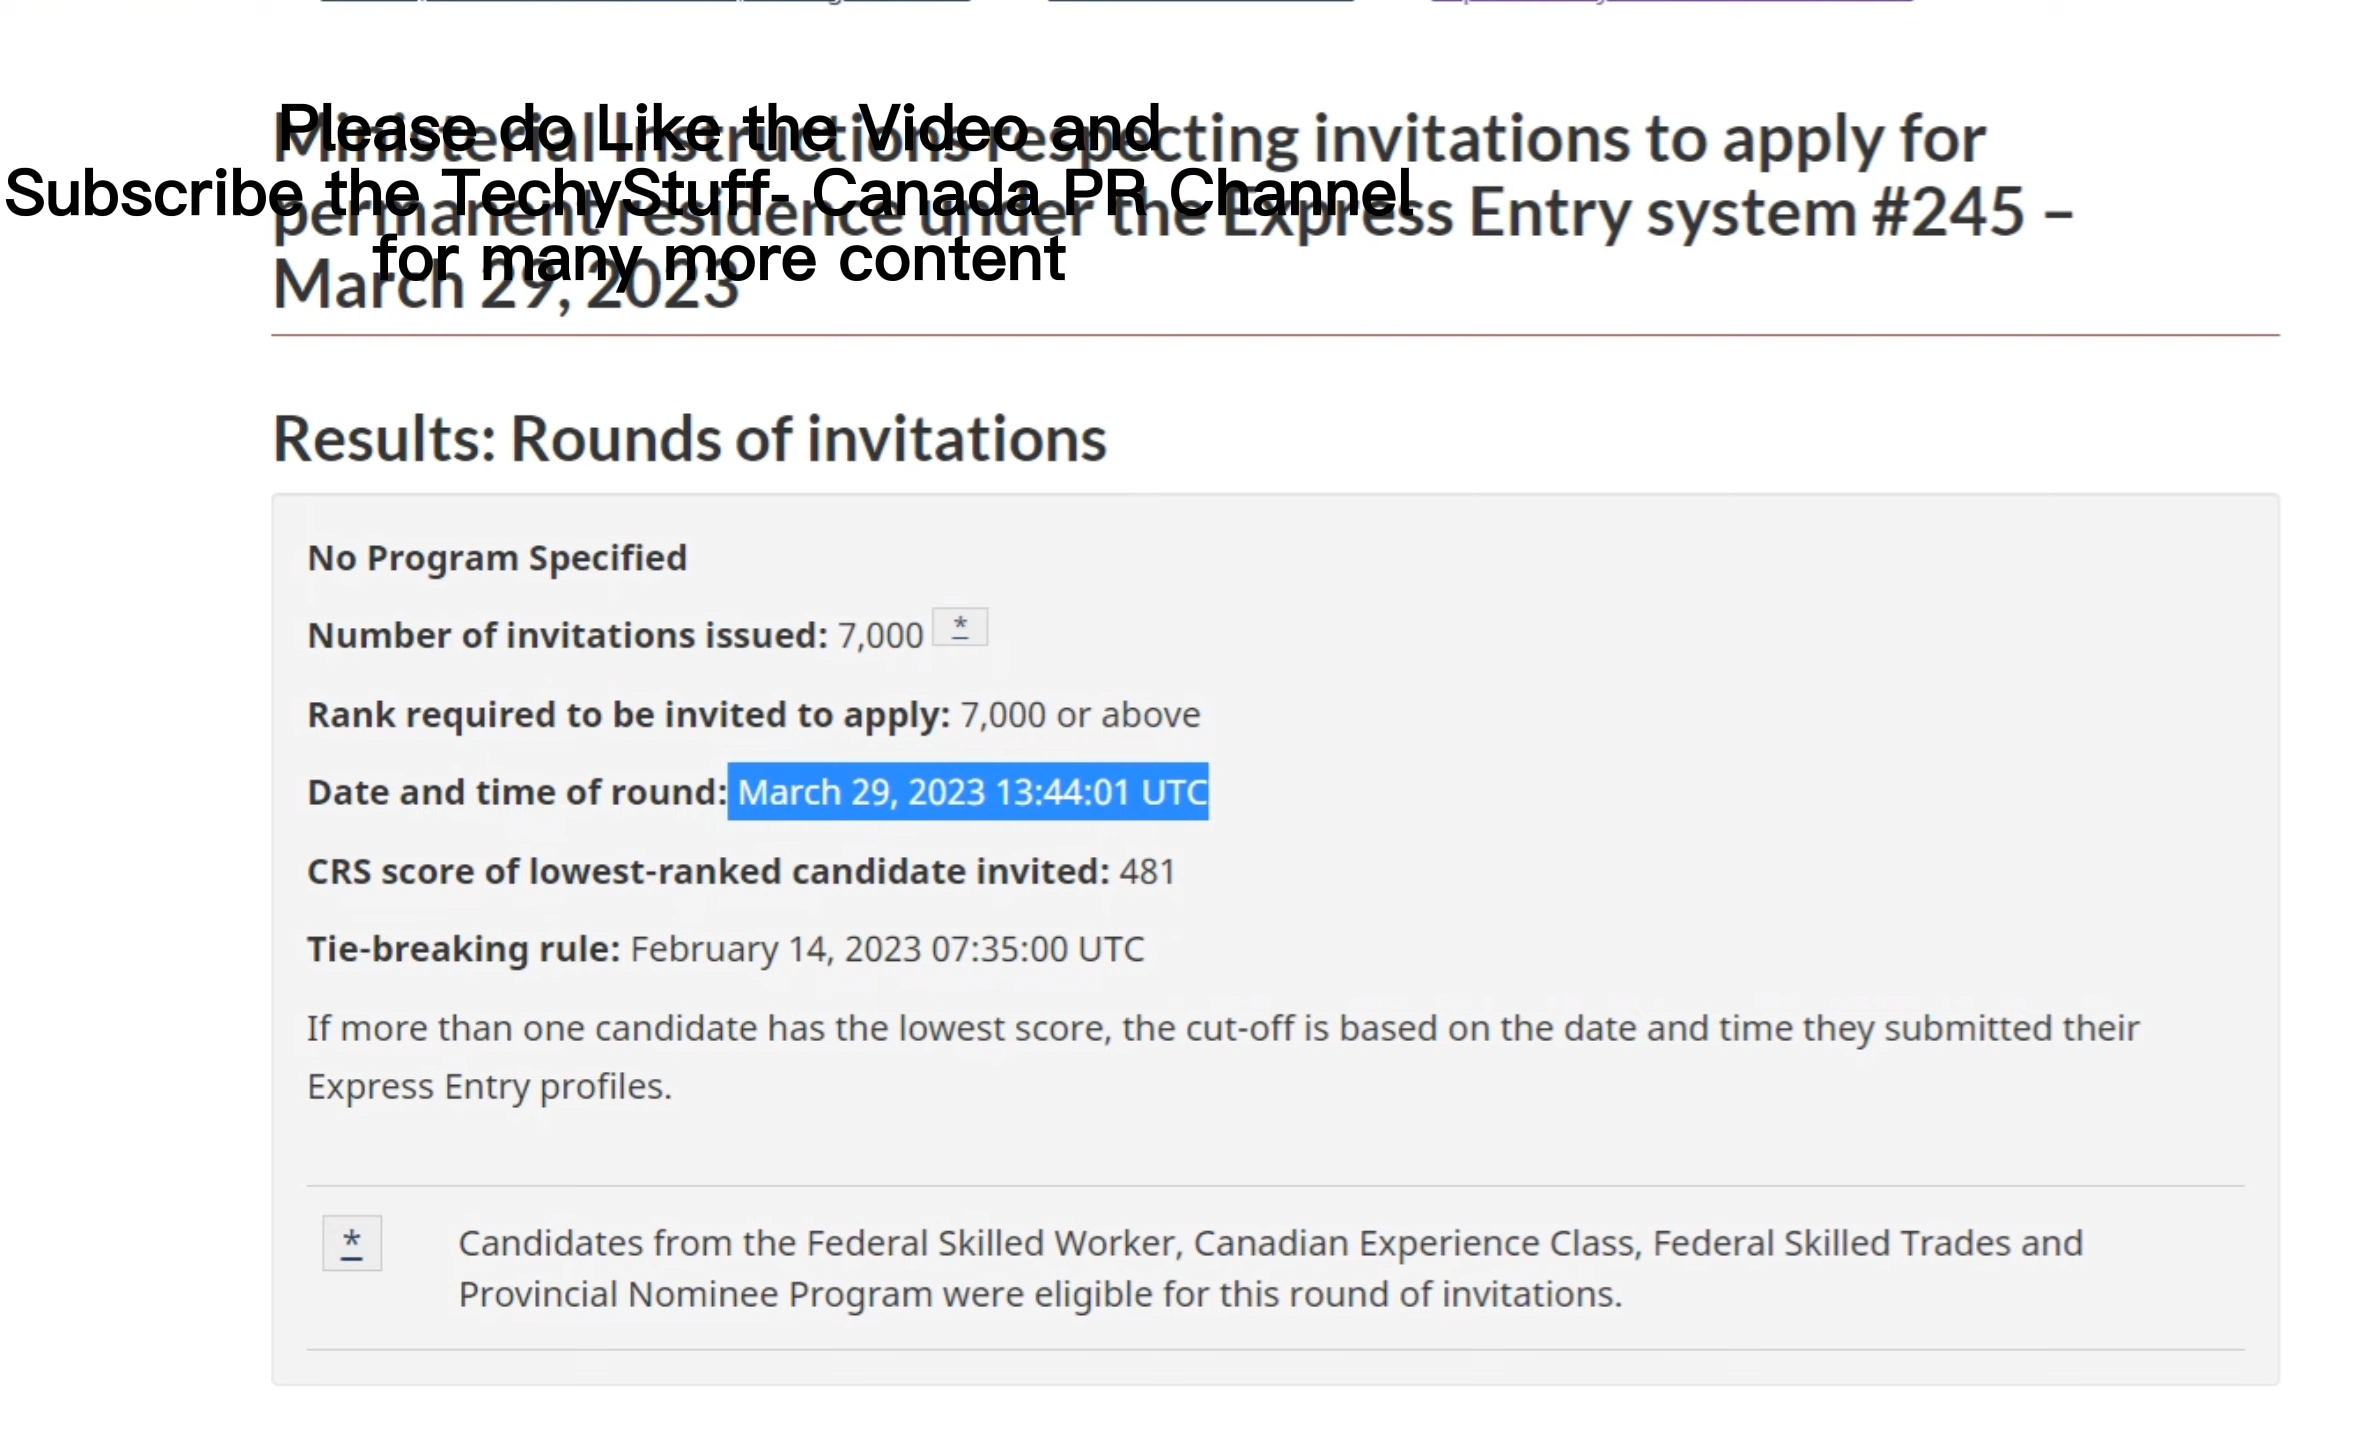 Please do Like the Video and
Subscribe the TechyStuff- Canada PR Channel
for many more content
Ministerial Instructions respecting invitations to apply for
permanent residence under the Express Entry system #245 –
March 29, 2023
Results: Rounds of invitations
No Program Specified
Number of invitations issued: 7,000 *
Rank required to be invited to apply: 7,000 or above
Date and time of round: March 29, 2023 13:44:01 UTC
CRS score of lowest-ranked candidate invited: 481
Tie-breaking rule: February 14, 2023 07:35:00 UTC
If more than one candidate has the lowest score, the cut-off is based on the date and time they submitted their
Express Entry profiles.
* Candidates from the Federal Skilled Worker, Canadian Experience Class, Federal Skilled Trades and
Provincial Nominee Program were eligible for this round of invitations.